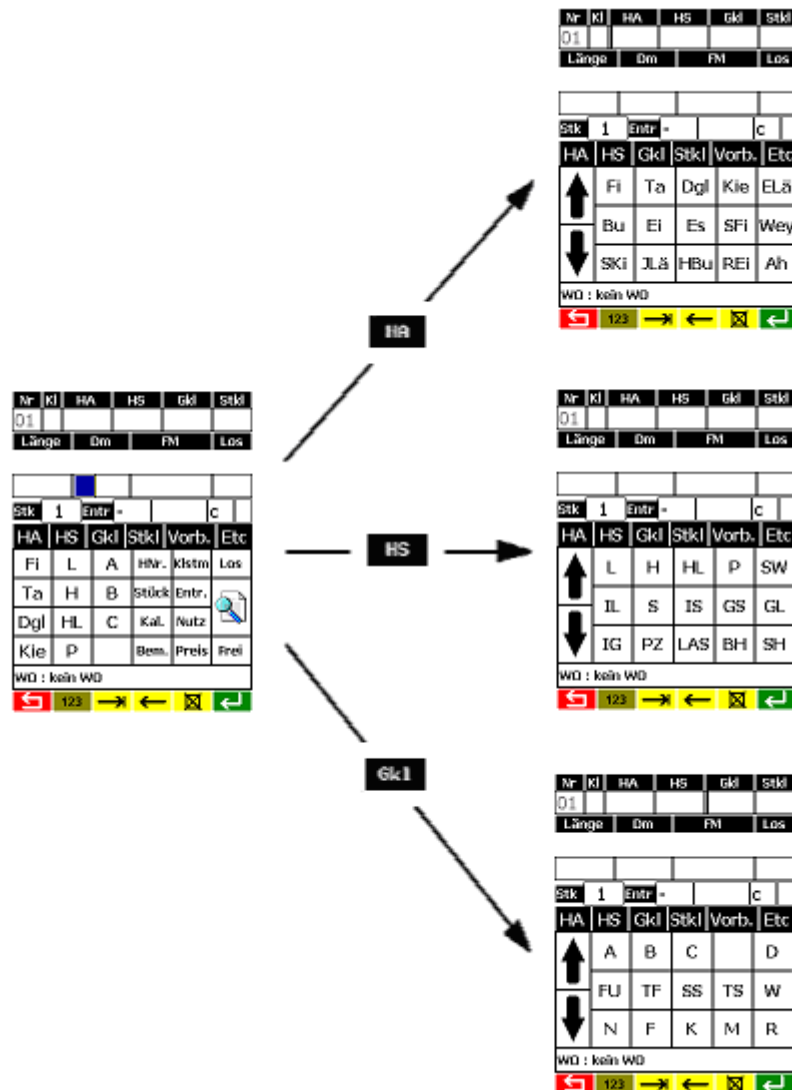 Nr Kl HA HS Gkl Stkl
01
Länge Dm FM Los
Stk 1 Entr - c
HA HS Gkl Stkl Vorb. Etc
Fi Ta Dgl Kie ELä
Bu Ei Es SFi Wey
SKi JLä HBu REi Ah
WO : kein WO
123
HA
Nr Kl HA HS Gkl Stkl
01
Länge Dm FM Los
Stk 1 Entr - c
HA HS Gkl Stkl Vorb. Etc
Fi L A HNr. Klstm Los
Ta H B Stück Entr.
Dgl HL C Kal. Nutz
Kie P Bem. Preis Frei
WO : kein WO
123
HS
Nr Kl HA HS Gkl Stkl
01
Länge Dm FM Los
Stk 1 Entr - c
HA HS Gkl Stkl Vorb. Etc
L H HL P SW
IL S IS GS GL
IG PZ LAS BH SH
WO : kein WO
123
Gkl
Nr Kl HA HS Gkl Stkl
01
Länge Dm FM Los
Stk 1 Entr - c
HA HS Gkl Stkl Vorb. Etc
A B C D
FU TF SS TS W
N F K M R
WO : kein WO
123